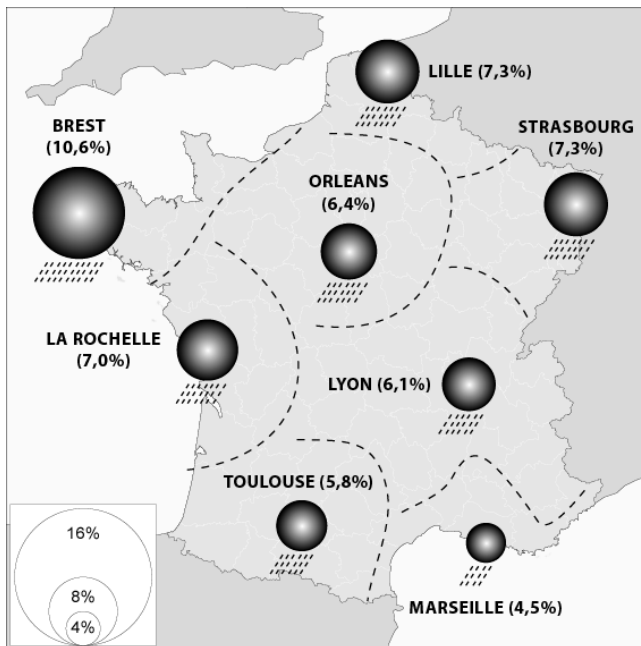 LILLE (7,3%)
BREST
(10,6%)
STRASBOURG
(7,3%)
ORLEANS
(6,4%)
LA ROCHELLE
(7,0%)
LYON (6,1%)
TOULOUSE (5,8%)
MARSEILLE (4,5%)
16%
8%
4%